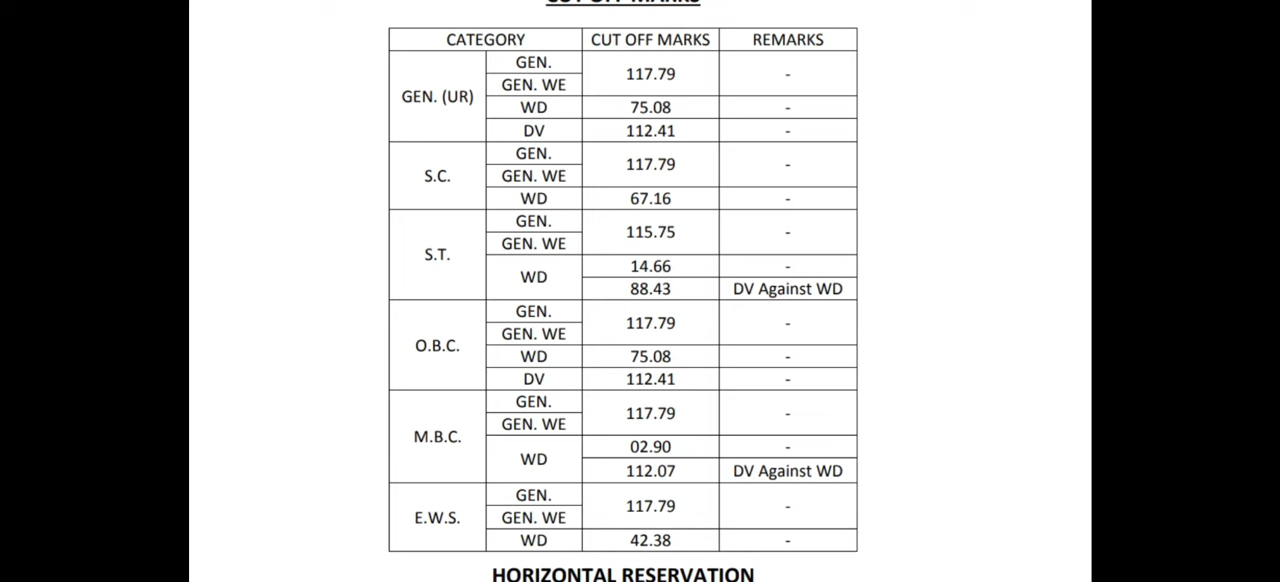 CUT OFF MARKS
CATEGORY CUT OFF MARKS REMARKS
GEN. (UR) GEN. 117.79 -
GEN. WE
WD 75.08 -
DV 112.41 -
S.C. GEN. 117.79 -
GEN. WE
WD 67.16 -
S.T. GEN. 115.75 -
GEN. WE
WD 14.66 -
88.43 DV Against WD
O.B.C. GEN. 117.79 -
GEN. WE
WD 75.08 -
DV 112.41 -
M.B.C. GEN. 117.79 -
GEN. WE
WD 02.90 -
112.07 DV Against WD
E.W.S. GEN. 117.79 -
GEN. WE
WD 42.38 -
HORIZONTAL RESERVATION